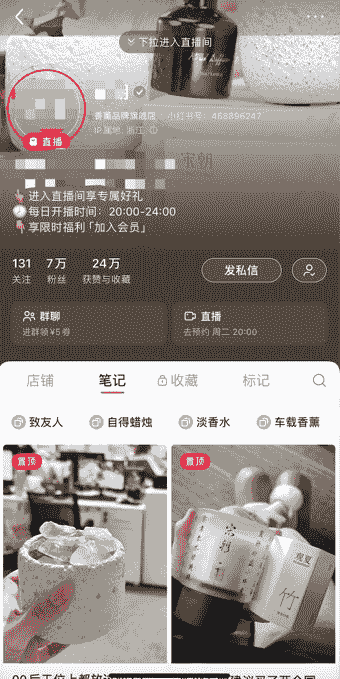 下拉进入直播间
直播
香薰品牌旗舰店 小红书号：468896247
IP属地：浙江
进入直播间享专属好礼
每日开播时间：20:00-24:00
享限时福利「加入会员」
131 7万 24万
关注 粉丝 获赞与收藏
发私信
群聊 直播
进群领¥5券 去预约 周二 20:00
店铺 笔记 收藏 标记
致友人 自得蜡烛 淡香水 车载香薰
置顶 置顶
观夏
竹